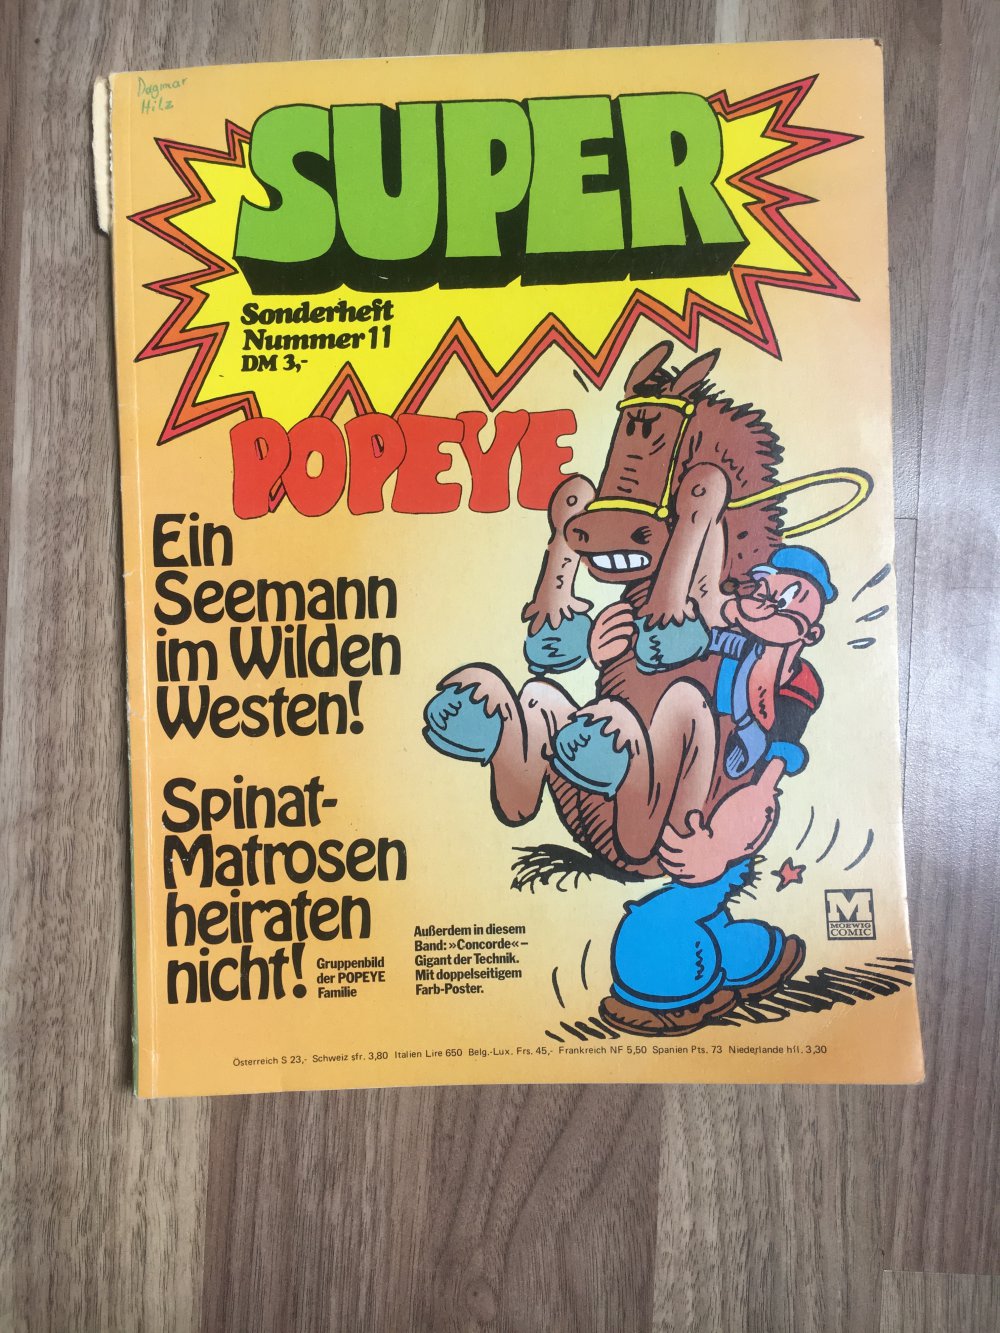 Dagmar
Hilz
SUPER
Sonderheft
Nummer 11
DM 3,-
POPEYE
Ein
Seemann
im Wilden
Westen!
Spinat-
Matrosen
heiraten
nicht!
Gruppenbild
der POPEYE
Familie
Außerdem in diesem
Band: »Concorde« –
Gigant der Technik.
Mit doppelseitigem
Farb-Poster.
M
MOEWIG
COMIC
Österreich S 23,- Schweiz sfr. 3,80 Italien Lire 650 Belg.-Lux. Frs. 45,- Frankreich NF 5,50 Spanien Pts. 73 Niederlande hfl. 3,30